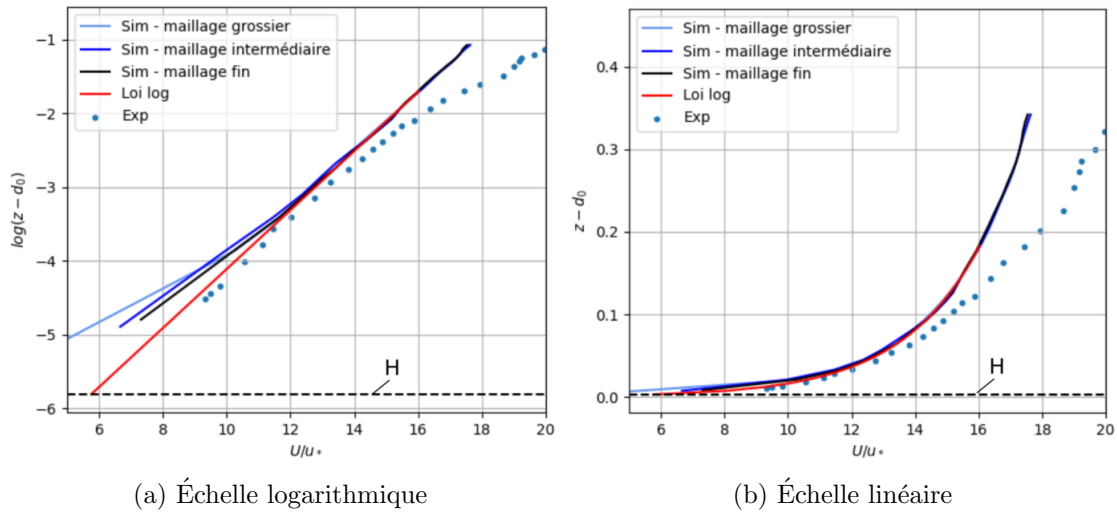 Sim - maillage grossier
Sim - maillage intermédiaire
Sim - maillage fin
Loi log
Exp
−1
−2
−3
−4
−5
−6
log(z − d₀)
H
6 8 10 12 14 16 18 20
U/u*
(a) Échelle logarithmique
Sim - maillage grossier
Sim - maillage intermédiaire
Sim - maillage fin
Loi log
Exp
0.4
0.3
0.2
0.1
0.0
z − d₀
H
6 8 10 12 14 16 18 20
U/u*
(b) Échelle linéaire